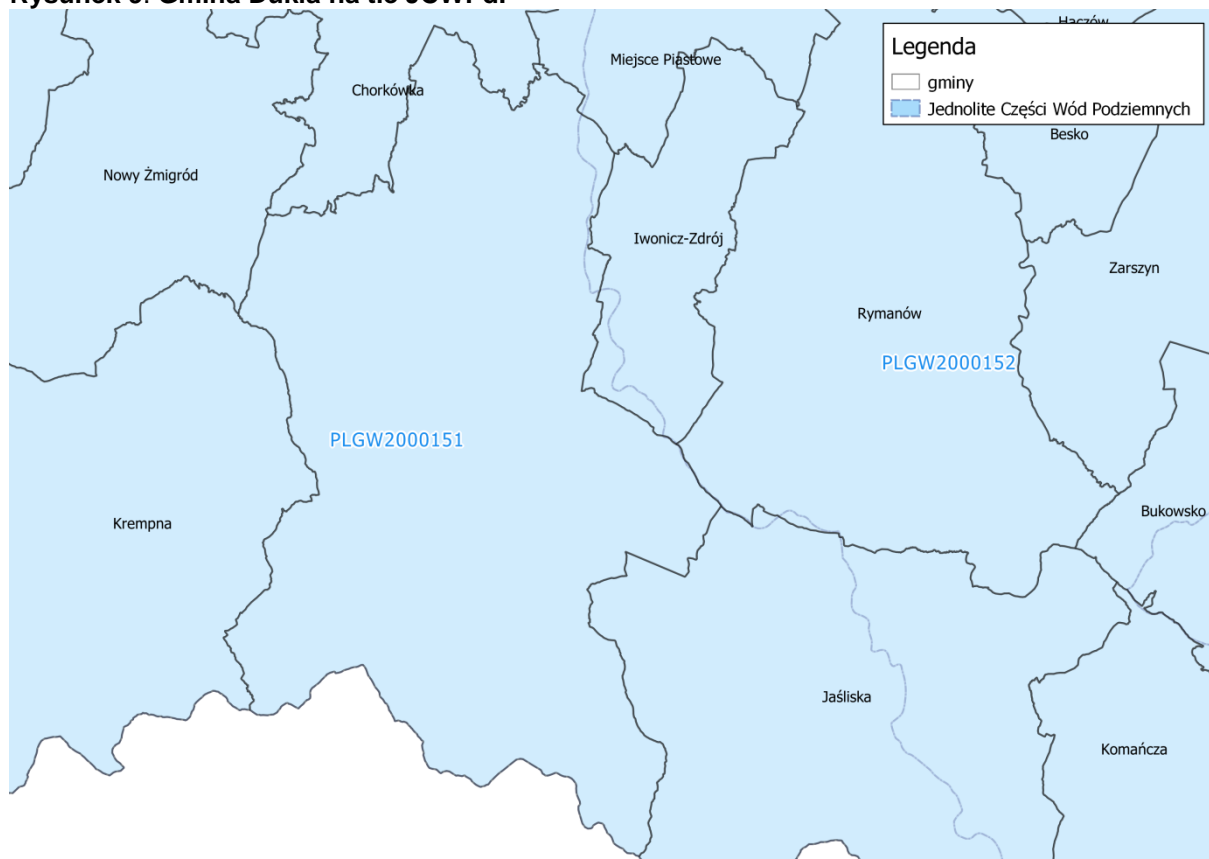 Rysunek 9. Gmina Dukla na tle JCWPd.
Haczów
Legenda
gminy
Jednolite Części Wód Podziemnych
Miejsce Piastowe
Chorkówka
Besko
Nowy Żmigród
Iwonicz-Zdrój
Zarszyn
Rymanów
PLGW2000152
PLGW2000151
Bukowsko
Krempna
Jaśliska
Komańcza